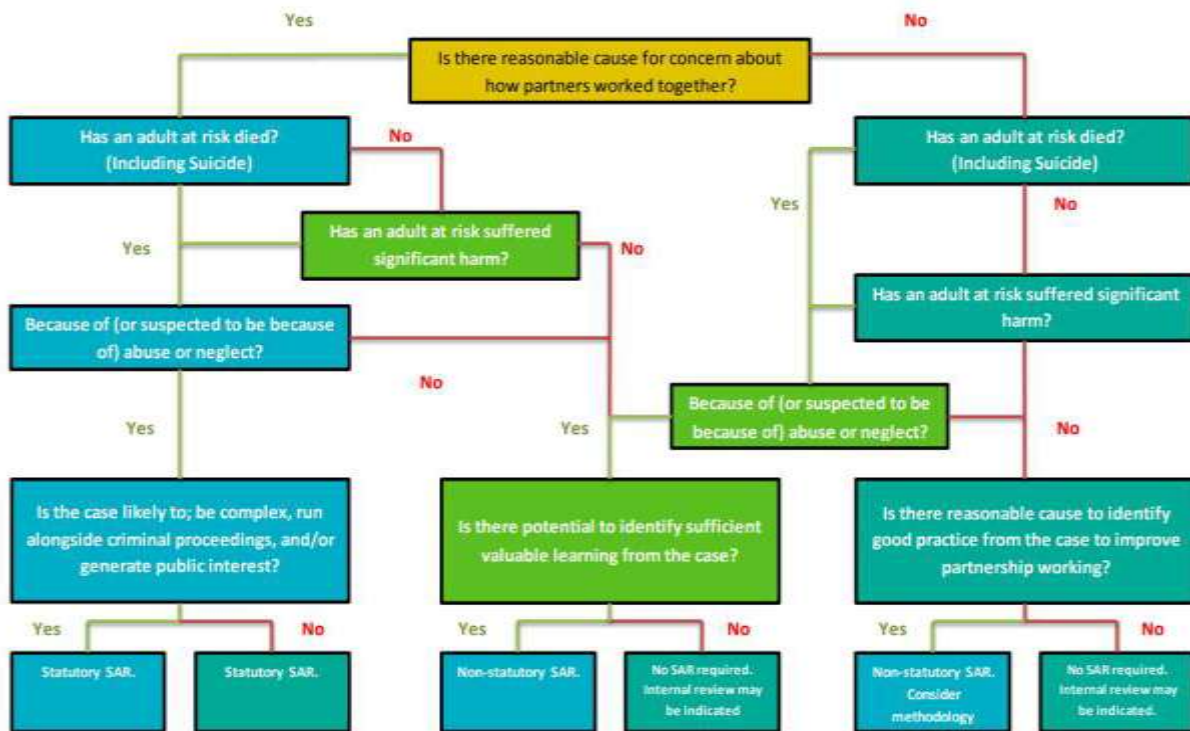 Yes
No
Is there reasonable cause for concern about
how partners worked together?
Has an adult at risk died?
(Including Suicide)
No
Has an adult at risk died?
(Including Suicide)
Yes
No
Yes
Has an adult at risk suffered
significant harm?
No
Has an adult at risk suffered significant
harm?
Because of (or suspected to be because
of) abuse or neglect?
No
Because of (or suspected to be
because of) abuse or neglect?
Yes
Yes
No
Is the case likely to; be complex, run
alongside criminal proceedings, and/or
generate public interest?
Is there potential to identify sufficient
valuable learning from the case?
Is there reasonable cause to identify
good practice from the case to improve
partnership working?
Yes
No
Yes
No
Yes
No
Statutory SAR.
Statutory SAR.
Non-statutory SAR.
No SAR required.
Internal review may
be indicated
Non-statutory SAR.
Consider
methodology
No SAR required.
Internal review may
be indicated.